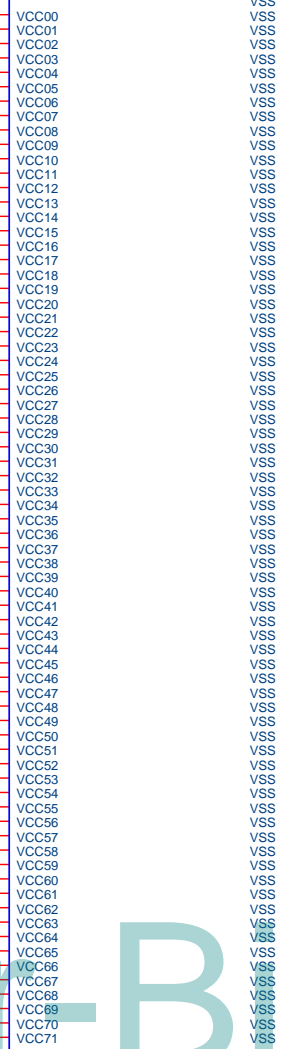 VSS
VCC00 VSS
VCC01 VSS
VCC02 VSS
VCC03 VSS
VCC04 VSS
VCC05 VSS
VCC06 VSS
VCC07 VSS
VCC08 VSS
VCC09 VSS
VCC10 VSS
VCC11 VSS
VCC12 VSS
VCC13 VSS
VCC14 VSS
VCC15 VSS
VCC16 VSS
VCC17 VSS
VCC18 VSS
VCC19 VSS
VCC20 VSS
VCC21 VSS
VCC22 VSS
VCC23 VSS
VCC24 VSS
VCC25 VSS
VCC26 VSS
VCC27 VSS
VCC28 VSS
VCC29 VSS
VCC30 VSS
VCC31 VSS
VCC32 VSS
VCC33 VSS
VCC34 VSS
VCC35 VSS
VCC36 VSS
VCC37 VSS
VCC38 VSS
VCC39 VSS
VCC40 VSS
VCC41 VSS
VCC42 VSS
VCC43 VSS
VCC44 VSS
VCC45 VSS
VCC46 VSS
VCC47 VSS
VCC48 VSS
VCC49 VSS
VCC50 VSS
VCC51 VSS
VCC52 VSS
VCC53 VSS
VCC54 VSS
VCC55 VSS
VCC56 VSS
VCC57 VSS
VCC58 VSS
VCC59 VSS
VCC60 VSS
VCC61 VSS
VCC62 VSS
VCC63 VSS
VCC64 VSS
VCC65 VSS
VCC66 VSS
VCC67 VSS
VCC68 VSS
VCC69 VSS
VCC70 VSS
VCC71 VSS